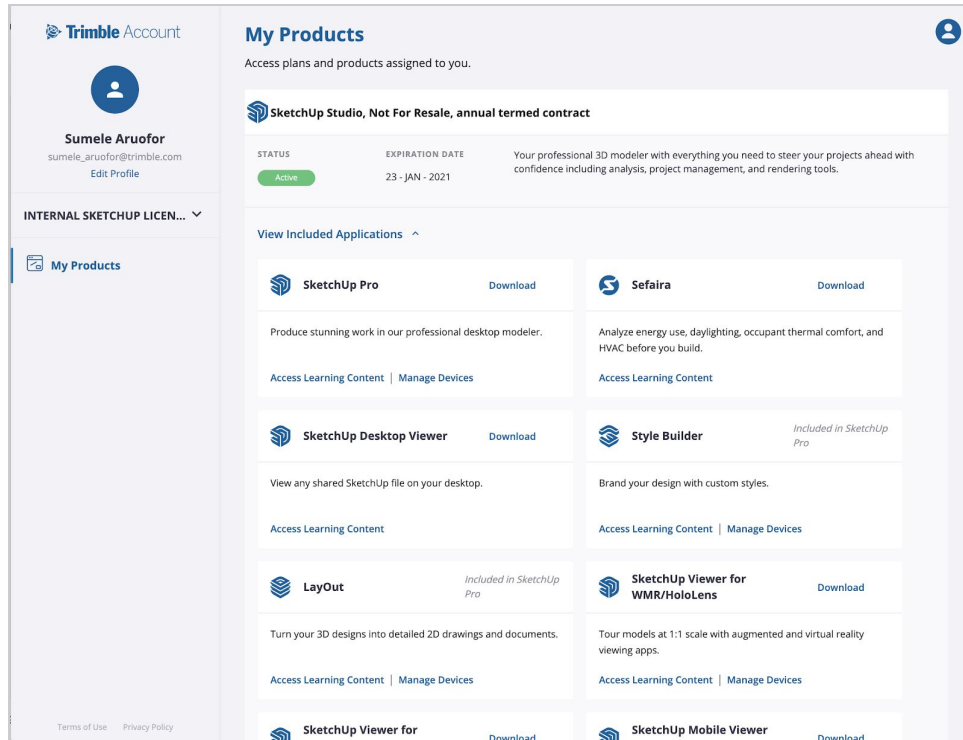 Trimble Account
Sumele Aruofor
sumele_aruofor@trimble.com
Edit Profile
INTERNAL SKETCHUP LICEN...
My Products
Terms of Use Privacy Policy
My Products
Access plans and products assigned to you.
SketchUp Studio, Not For Resale, annual termed contract
STATUS
Active
EXPIRATION DATE
23 - JAN - 2021
Your professional 3D modeler with everything you need to steer your projects ahead with
confidence including analysis, project management, and rendering tools.
View Included Applications
SketchUp Pro
Download
Produce stunning work in our professional desktop modeler.
Access Learning Content | Manage Devices
Sefaira
Download
Analyze energy use, daylighting, occupant thermal comfort, and
HVAC before you build.
Access Learning Content
SketchUp Desktop Viewer
Download
View any shared SketchUp file on your desktop.
Access Learning Content
Style Builder
Included in SketchUp
Pro
Brand your design with custom styles.
Access Learning Content | Manage Devices
LayOut
Included in SketchUp
Pro
Turn your 3D designs into detailed 2D drawings and documents.
Access Learning Content | Manage Devices
SketchUp Viewer for
WMR/HoloLens
Download
Tour models at 1:1 scale with augmented and virtual reality
viewing apps.
Access Learning Content | Manage Devices
SketchUp Viewer for
Download
SketchUp Mobile Viewer
Download